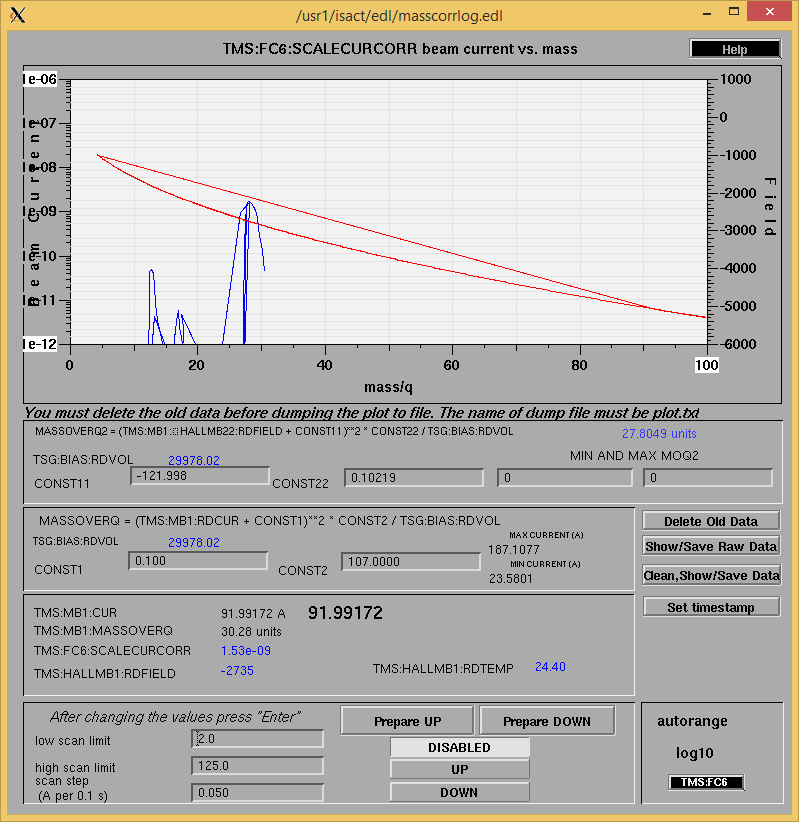 /usr1/isact/edl/masscorrlog.edl
TMS:FC6:SCALECURCORR beam current vs. mass
Help
1e-06
1e-07
1e-08
1e-09
1e-10
1e-11
1e-12
Beam Current
1000
0
-1000
-2000
-3000
-4000
-5000
-6000
Field
0 20 40 60 80 100
mass/q
You must delete the old data before dumping the plot to file. The name of dump file must be plot.txt
MASSOVERQ2 = (TMS:MB1: HALLMB22:RDFIELD + CONST11)**2 * CONST22 / TSG:BIAS:RDVOL
27.8049 units
TSG:BIAS:RDVOL 29978.02
MIN AND MAX MOQ2
CONST11 -121.998 CONST22 0.10219 0 0
MASSOVERQ = (TMS:MB1:RDCUR + CONST1)**2 * CONST2 / TSG:BIAS:RDVOL
TSG:BIAS:RDVOL 29978.02
MAX CURRENT (A)
187.1077
CONST1 0.100 CONST2 107.0000
MIN CURRENT (A)
23.5801
Delete Old Data
Show/Save Raw Data
Clean,Show/Save Data
Set timestamp
TMS:MB1:CUR 91.99172 A 91.99172
TMS:MB1:MASSOVERQ 30.28 units
TMS:FC6:SCALECURCORR 1.53e-09
TMS:HALLMB1:RDFIELD -2735 TMS:HALLMB1:RDTEMP 24.40
After changing the values press "Enter"
low scan limit 2.0
high scan limit 125.0
scan step
(A per 0.1 s) 0.050
Prepare UP
Prepare DOWN
DISABLED
UP
DOWN
autorange
log10
TMS:FC6